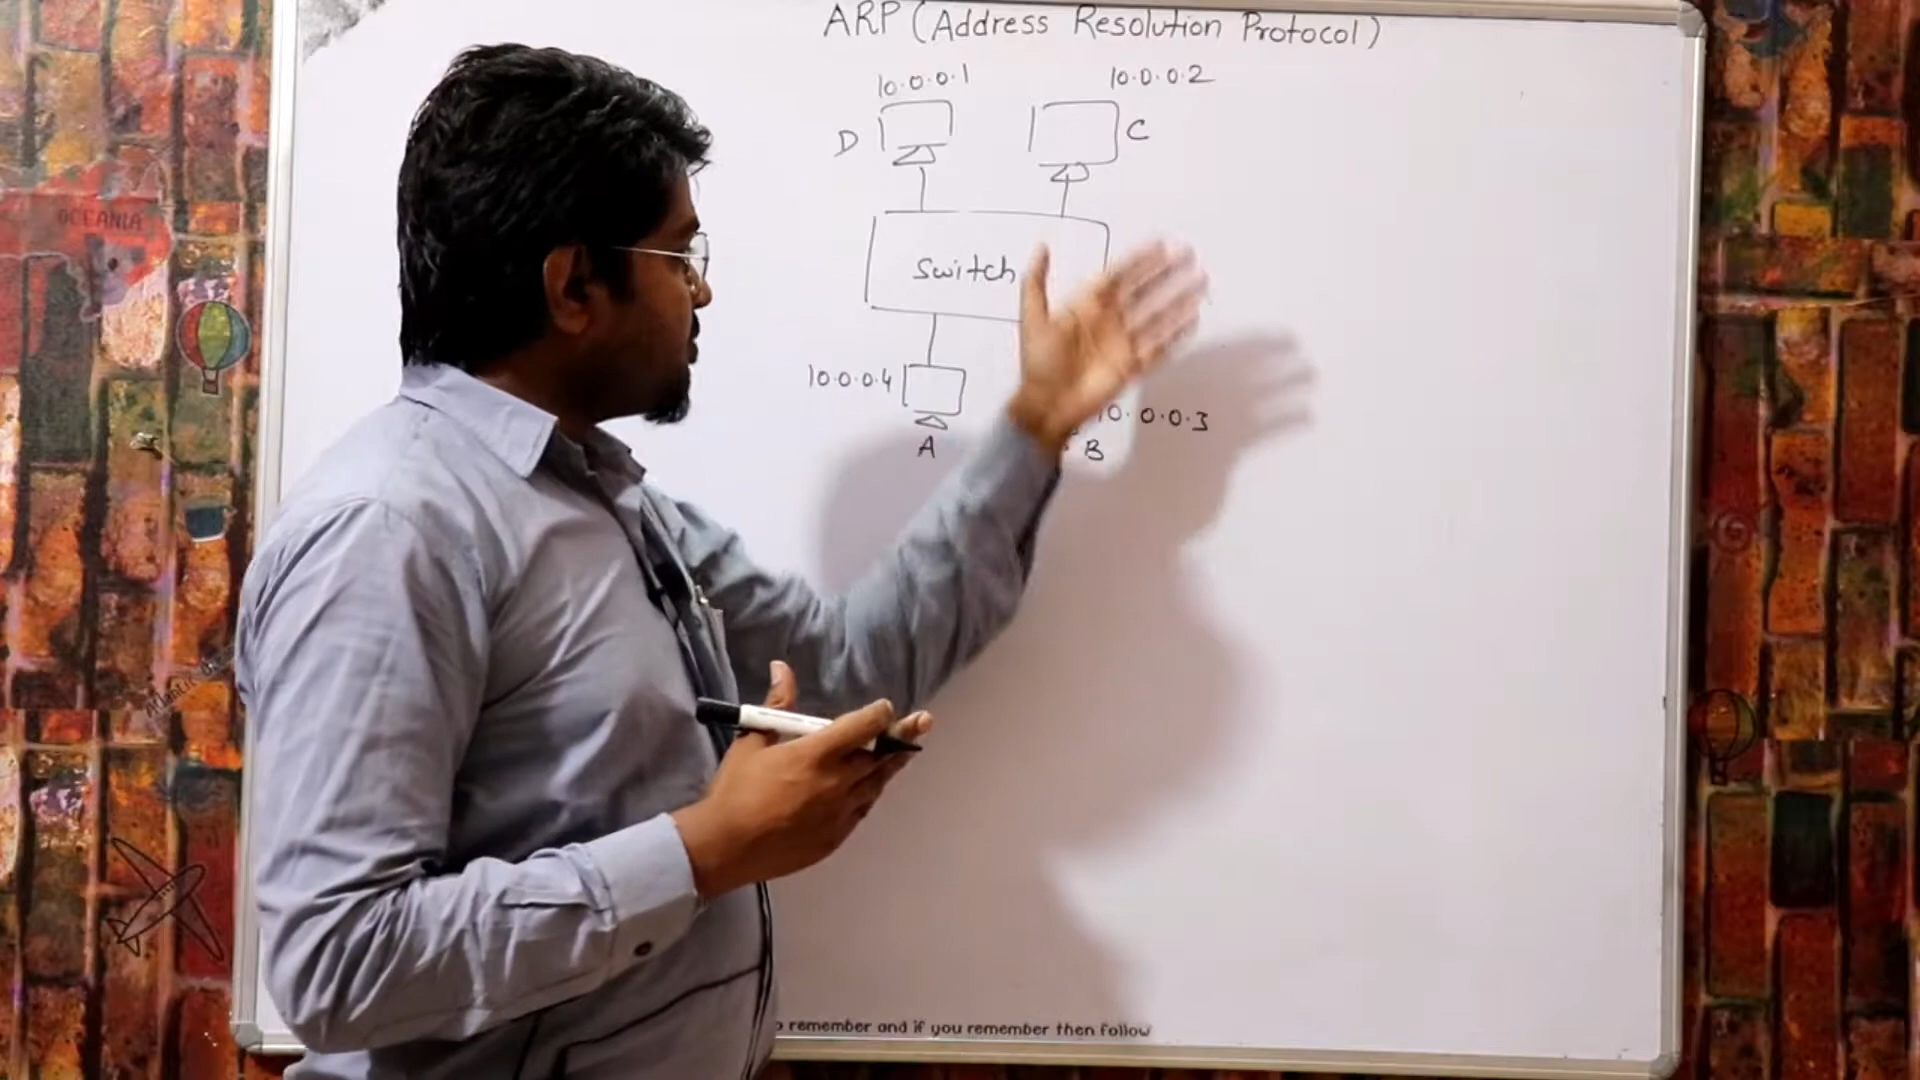 ARP (Address Resolution Protocol)
10.0.0.1
10.0.0.2
D
C
Switch
10.0.0.4
10.0.0.3
A
B
OCEANIA
remember and if you remember then follow